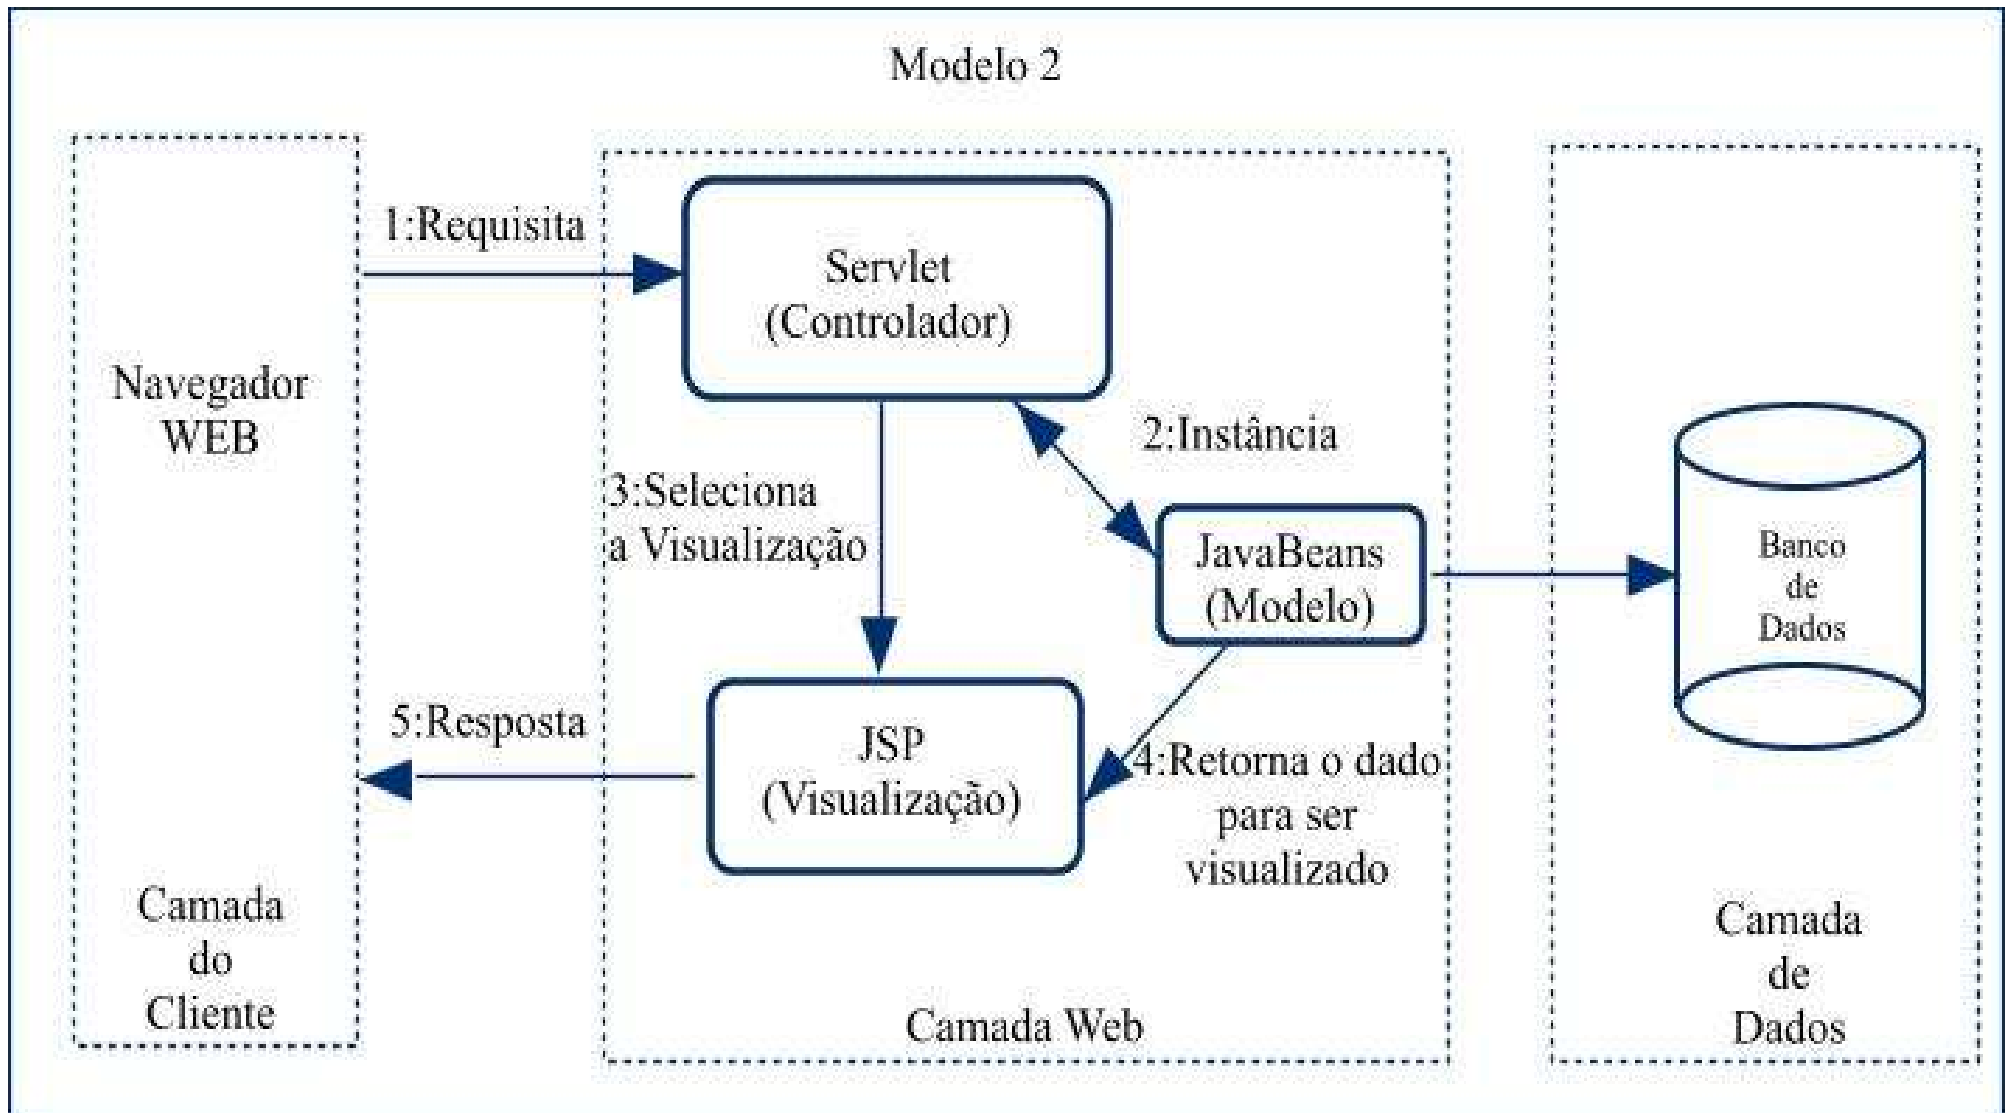 Modelo 2
1:Requisita
Servlet
(Controlador)
Navegador
WEB
2:Instância
3:Seleciona
a Visualização
JavaBeans
(Modelo)
Banco
de
Dados
5:Resposta
JSP
(Visualização)
4:Retorna o dado
para ser
visualizado
Camada
do
Cliente
Camada Web
Camada
de
Dados